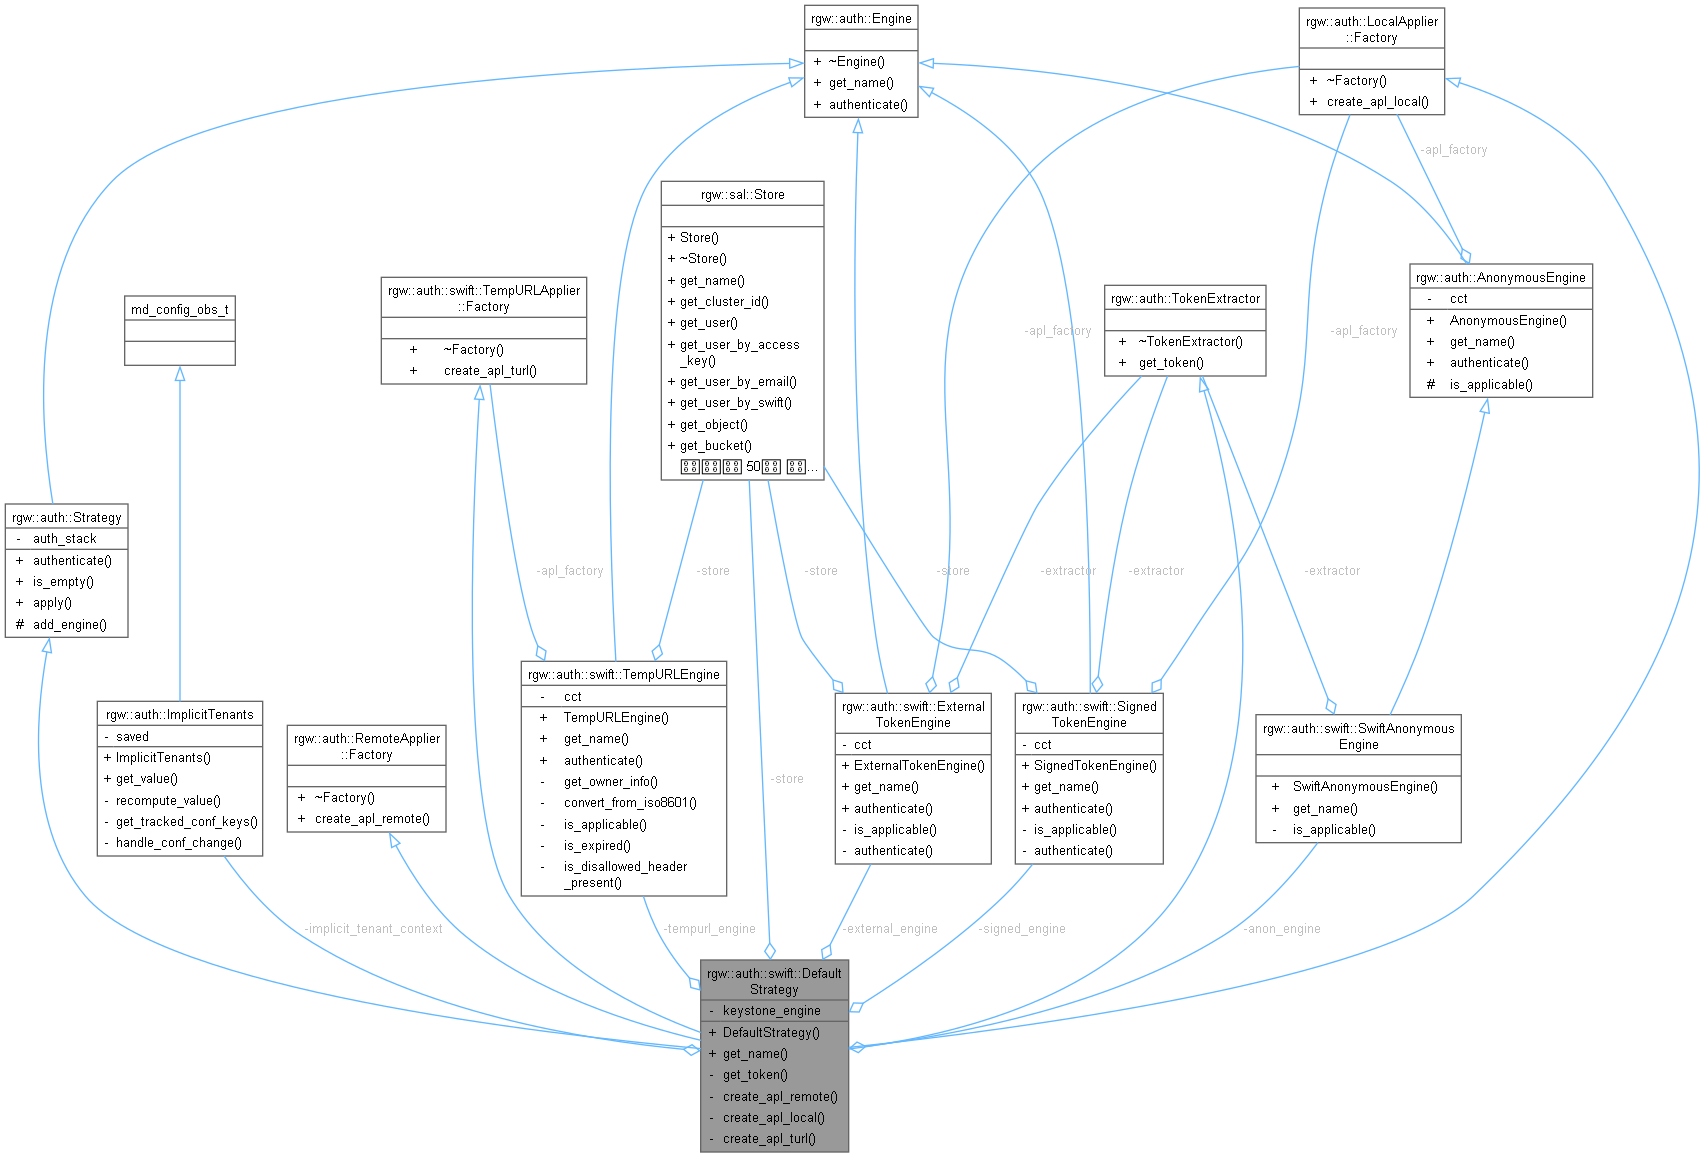 rgw::auth::Engine
+ ~Engine()
+ get_name()
+ authenticate()
rgw::auth::LocalApplier
::Factory
+ ~Factory()
+ create_apl_local()
-apl_factory
rgw::sal::Store
+ Store()
+ ~Store()
+ get_name()
+ get_cluster_id()
+ get_user()
+ get_user_by_access
_key()
+ get_user_by_email()
+ get_user_by_swift()
+ get_object()
+ get_bucket()
50 ...
rgw::auth::AnonymousEngine
- cct
+ AnonymousEngine()
+ get_name()
+ authenticate()
# is_applicable()
rgw::auth::swift::TempURLApplier
::Factory
+ ~Factory()
+ create_apl_turl()
rgw::auth::TokenExtractor
+ ~TokenExtractor()
+ get_token()
md_config_obs_t
-apl_factory
-apl_factory
rgw::auth::Strategy
- auth_stack
+ authenticate()
+ is_empty()
+ apply()
# add_engine()
-apl_factory
-store
-store
-store
-extractor
-extractor
-extractor
rgw::auth::ImplicitTenants
- saved
+ ImplicitTenants()
+ get_value()
- recompute_value()
- get_tracked_conf_keys()
- handle_conf_change()
rgw::auth::RemoteApplier
::Factory
+ ~Factory()
+ create_apl_remote()
rgw::auth::swift::TempURLEngine
- cct
+ TempURLEngine()
+ get_name()
+ authenticate()
- get_owner_info()
- convert_from_iso8601()
- is_applicable()
- is_expired()
- is_disallowed_header
_present()
-store
rgw::auth::swift::External
TokenEngine
- cct
+ ExternalTokenEngine()
+ get_name()
+ authenticate()
- is_applicable()
- authenticate()
rgw::auth::swift::Signed
TokenEngine
- cct
+ SignedTokenEngine()
+ get_name()
+ authenticate()
- is_applicable()
- authenticate()
rgw::auth::swift::SwiftAnonymous
Engine
+ SwiftAnonymousEngine()
+ get_name()
- is_applicable()
-implicit_tenant_context
-tempurl_engine
-external_engine
-signed_engine
-anon_engine
rgw::auth::swift::Default
Strategy
- keystone_engine
+ DefaultStrategy()
+ get_name()
- get_token()
- create_apl_remote()
- create_apl_local()
- create_apl_turl()